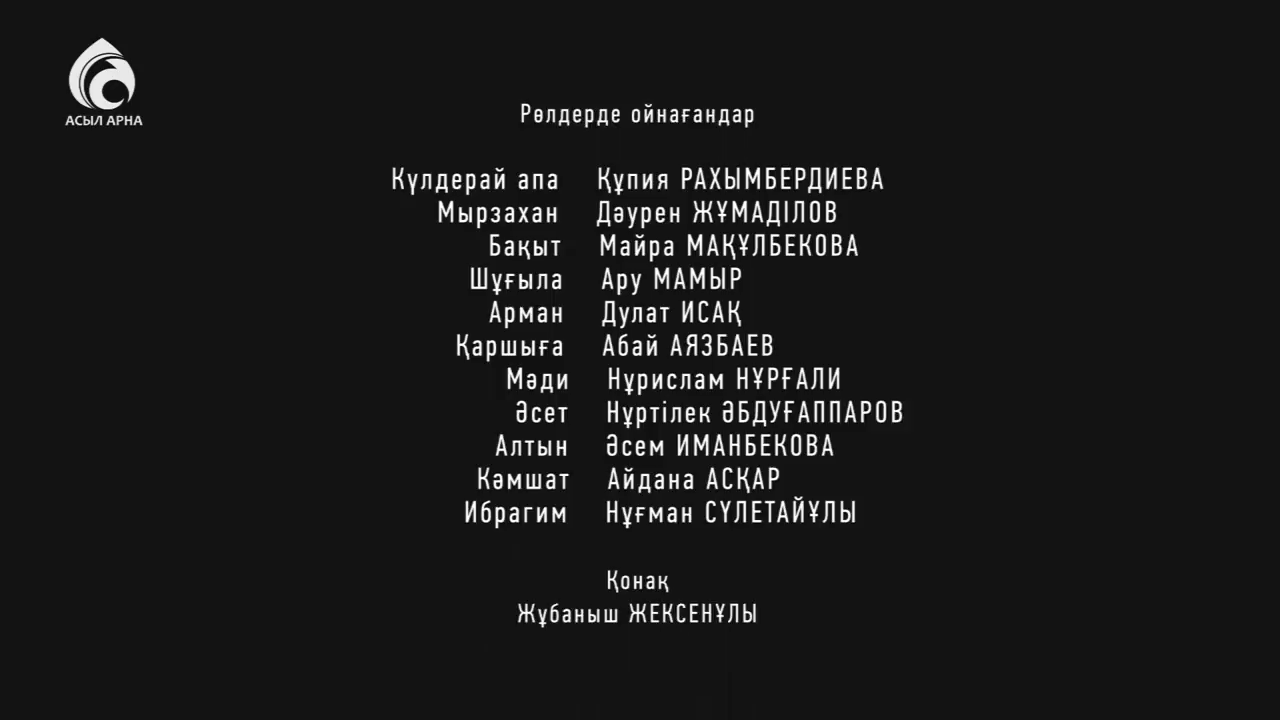 АСЫЛ АРНА
Рөлдерде ойнағандар
Күлдерай апа Құпия РАХЫМБЕРДИЕВА
Мырзахан Дәурен ЖҰМАДІЛОВ
Бақыт Майра МАҚҰЛБЕКОВА
Шұғыла Ару МАМЫР
Арман Дулат ИСАҚ
Қаршыға Абай АЯЗБАЕВ
Мәди Нұрислам НҰРҒАЛИ
Әсет Нұртілек ӘБДУҒАППАРОВ
Алтын Әсем ИМАНБЕКОВА
Кәмшат Айдана АСҚАР
Ибрагим Нұғман СҮЛЕТАЙҰЛЫ
Қонақ
Жұбаныш ЖЕКСЕНҰЛЫ